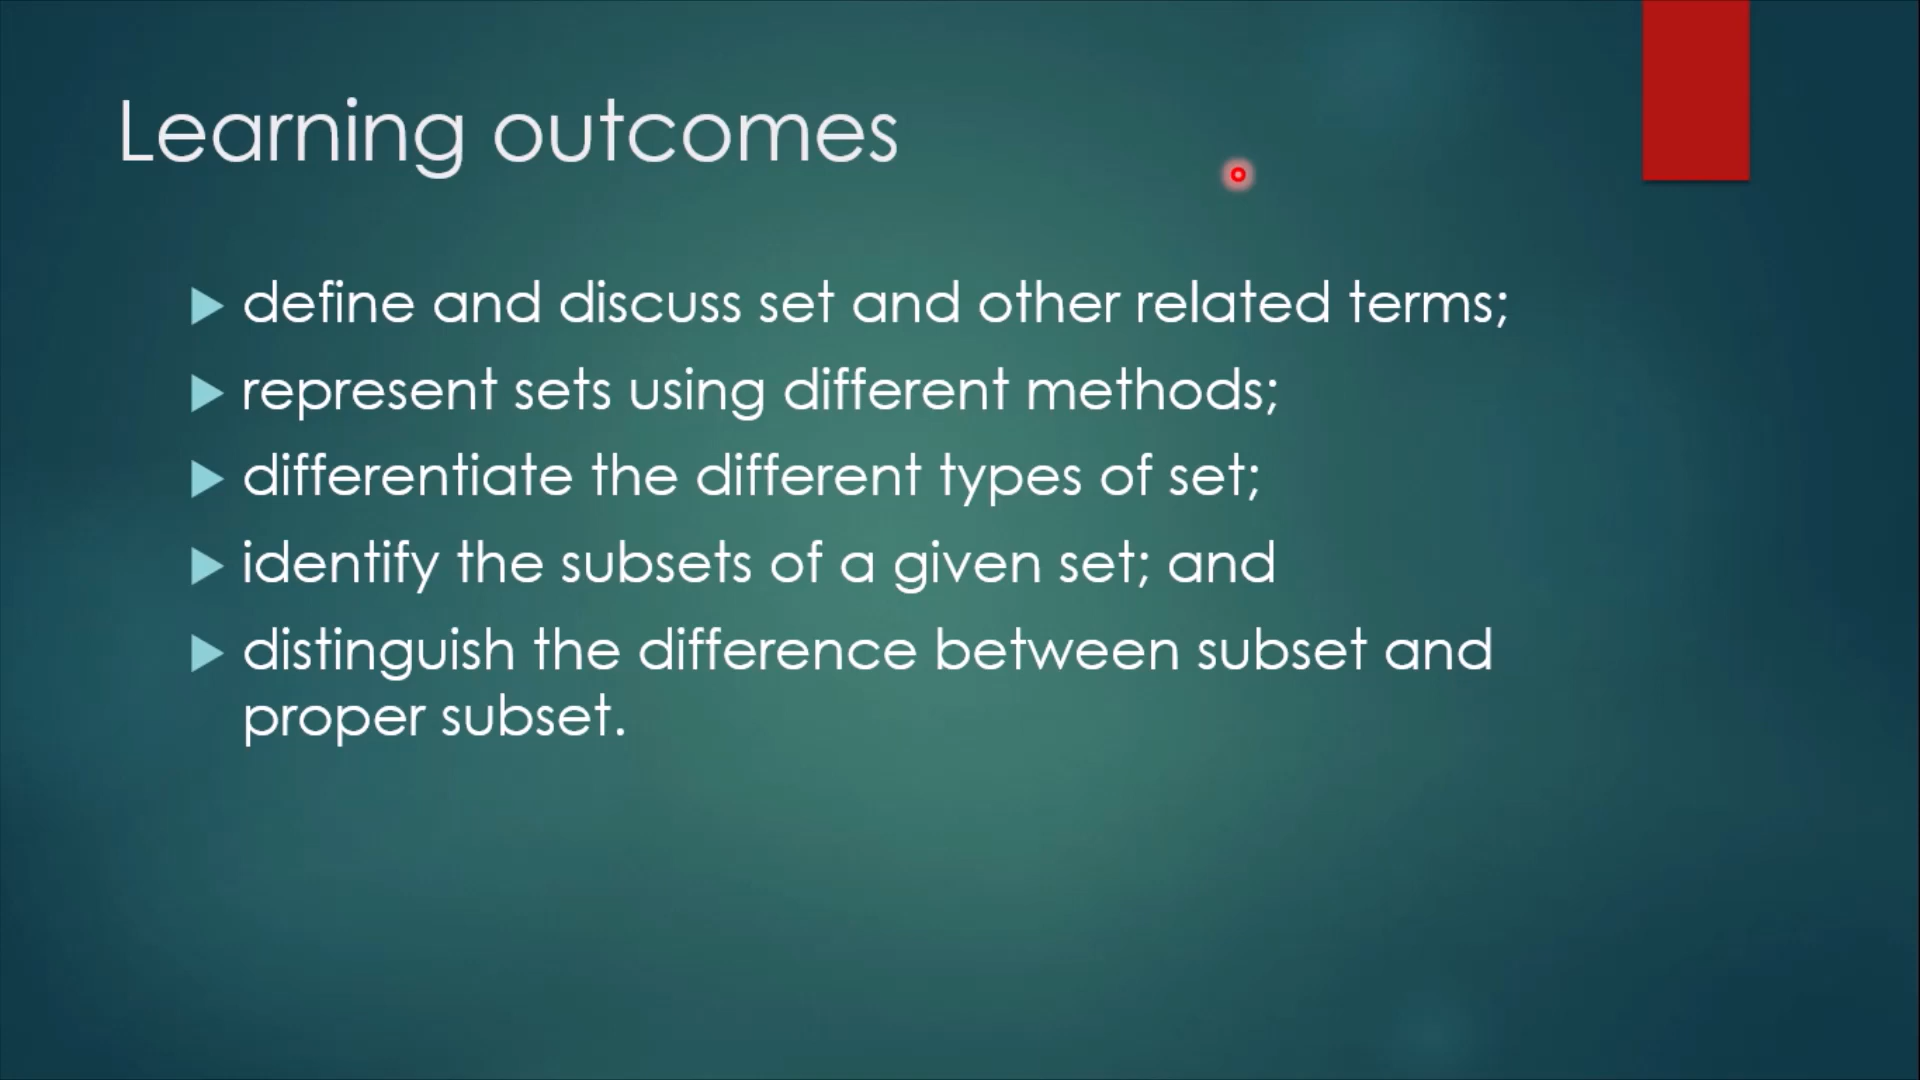 Learning outcomes
define and discuss set and other related terms;
represent sets using different methods;
differentiate the different types of set;
identify the subsets of a given set; and
distinguish the difference between subset and
proper subset.